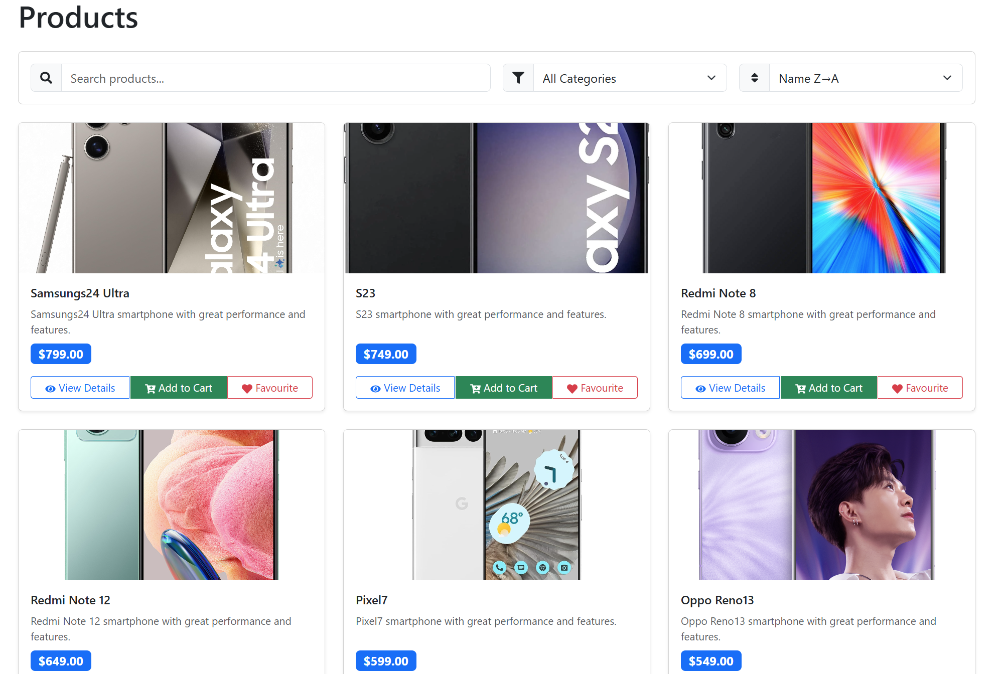 Products
Search products...
All Categories
Name Z→A
alaxy
4 Ultra
is here
axy S2
Samsungs24 Ultra
Samsungs24 Ultra smartphone with great performance and
features.
$799.00
View Details
Add to Cart
Favourite
S23
S23 smartphone with great performance and features.
$749.00
View Details
Add to Cart
Favourite
Redmi Note 8
Redmi Note 8 smartphone with great performance and
features.
$699.00
View Details
Add to Cart
Favourite
Tue 4
G
68°
Redmi Note 12
Redmi Note 12 smartphone with great performance and
features.
$649.00
Pixel7
Pixel7 smartphone with great performance and features.
$599.00
Oppo Reno13
Oppo Reno13 smartphone with great performance and
features.
$549.00